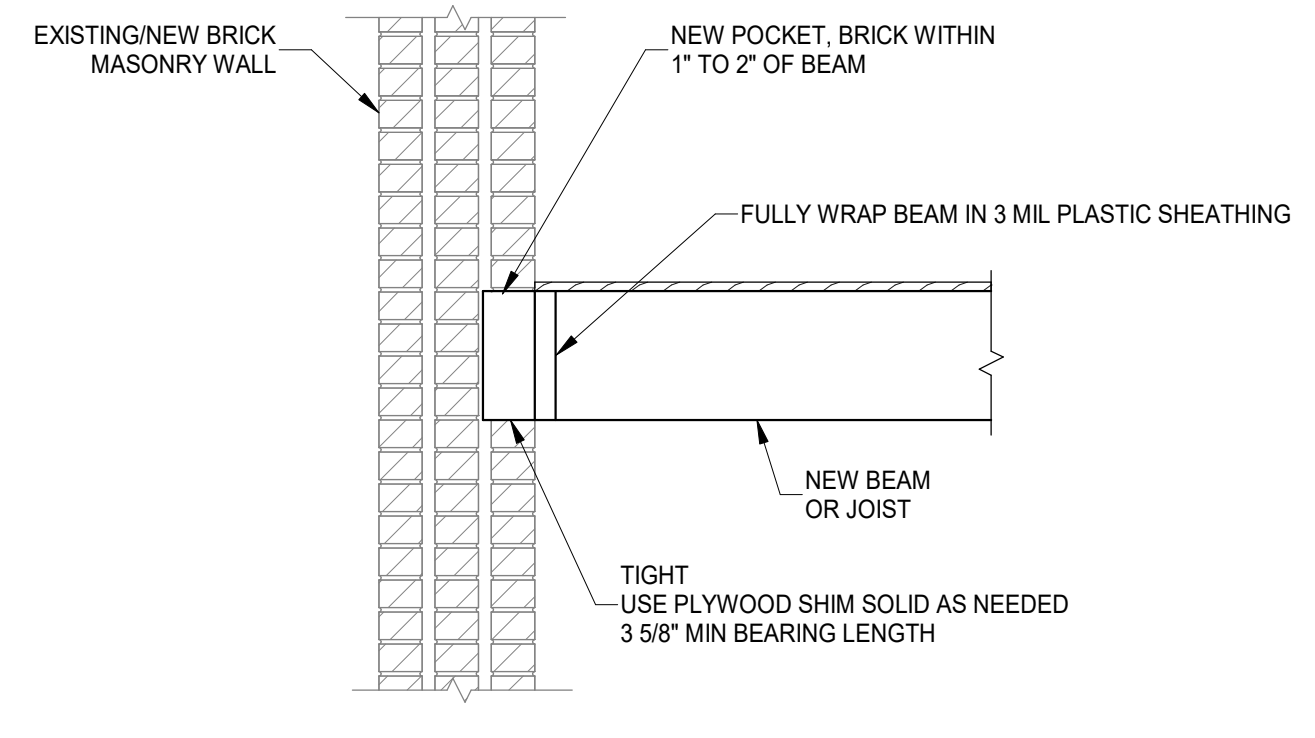 EXISTING/NEW BRICK
MASONRY WALL
NEW POCKET, BRICK WITHIN
1" TO 2" OF BEAM
FULLY WRAP BEAM IN 3 MIL PLASTIC SHEATHING
NEW BEAM
OR JOIST
TIGHT
USE PLYWOOD SHIM SOLID AS NEEDED
3 5/8" MIN BEARING LENGTH